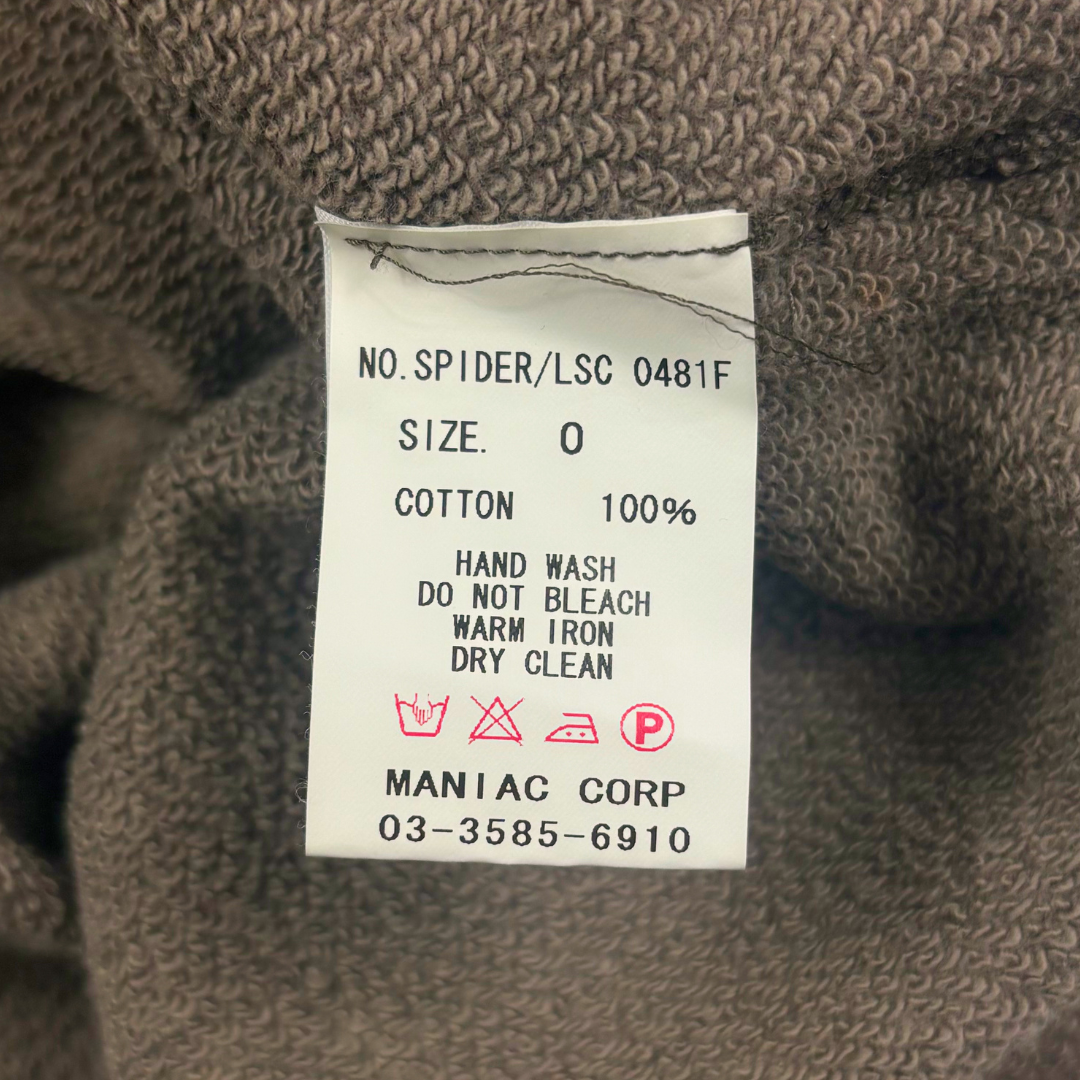 NO.SPIDER/LSC 0481F
SIZE. 0
COTTON 100%
HAND WASH
DO NOT BLEACH
WARM IRON
DRY CLEAN
P
MANIAC CORP
03-3585-6910